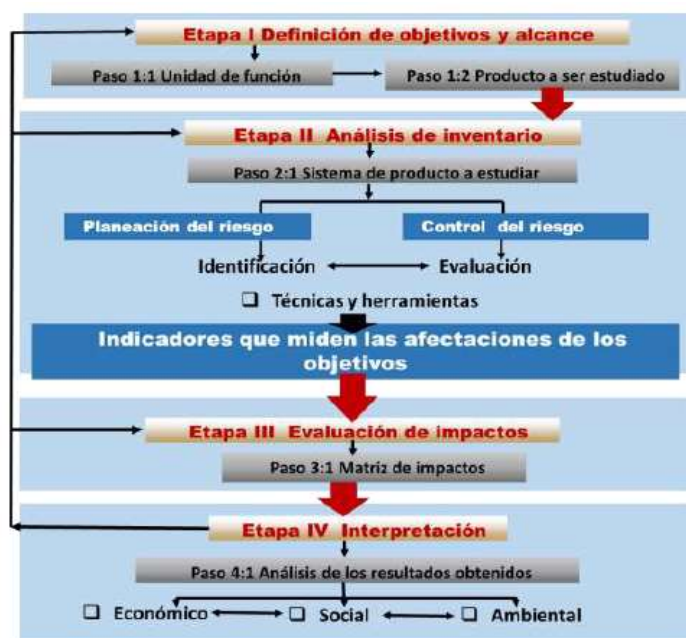 Etapa I Definición de objetivos y alcance
Paso 1:1 Unidad de función
Paso 1:2 Producto a ser estudiado
Etapa II Análisis de inventario
Paso 2:1 Sistema de producto a estudiar
Planeación del riesgo
Control del riesgo
Identificación
Evaluación
Técnicas y herramientas
Indicadores que miden las afectaciones de los
objetivos
Etapa III Evaluación de impactos
Paso 3:1 Matriz de impactos
Etapa IV Interpretación
Paso 4:1 Análisis de los resultados obtenidos
Económico
Social
Ambiental